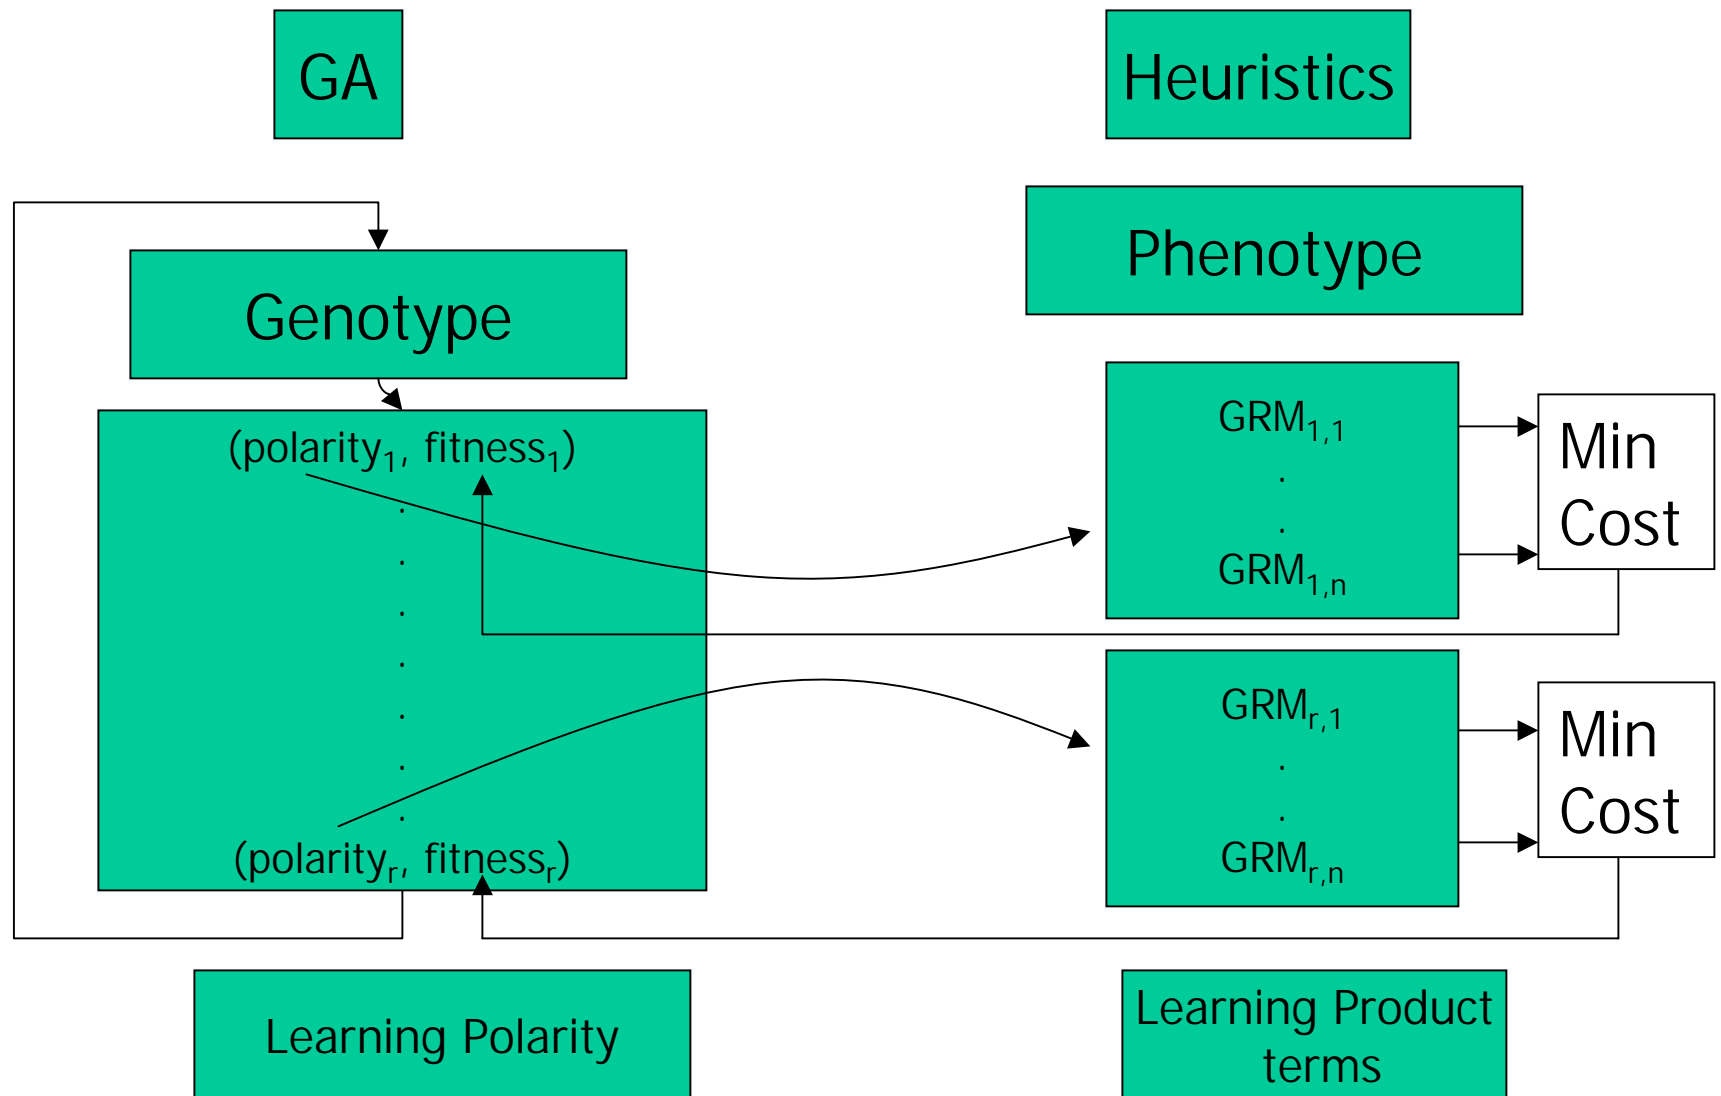 GA
Heuristics
Phenotype
Genotype
(polarity₁, fitness₁)
.
.
.
.
.
.
.
(polarityᵣ, fitnessᵣ)
GRM₁,₁
.
.
GRM₁,ₙ
Min
Cost
GRMᵣ,₁
.
.
GRMᵣ,ₙ
Min
Cost
Learning Polarity
Learning Product
terms